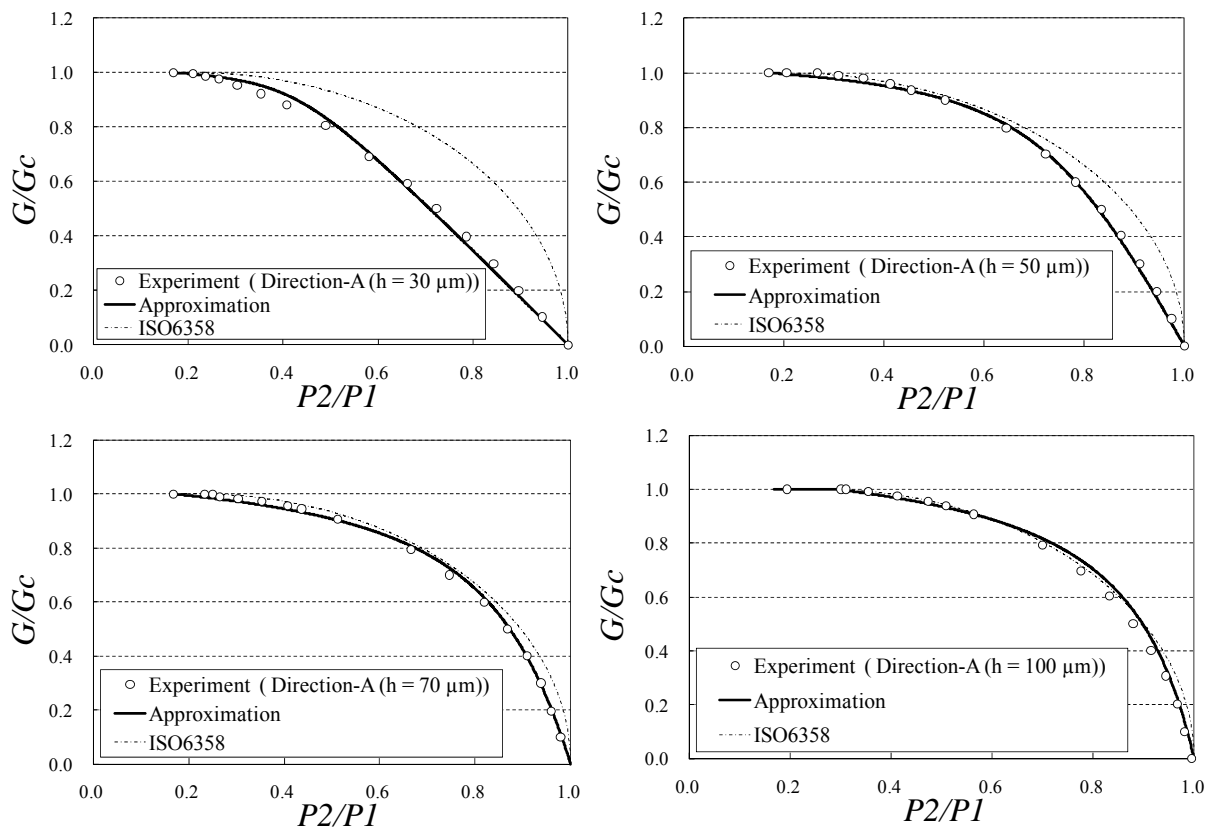 1.2
1.0
0.8
0.6
0.4
0.2
0.0
G/Gc
Experiment ( Direction-A (h = 30 µm))
Approximation
ISO6358
0.0 0.2 0.4 0.6 0.8 1.0
P2/P1
1.2
1.0
0.8
0.6
0.4
0.2
0.0
G/Gc
Experiment ( Direction-A (h = 50 µm))
Approximation
ISO6358
0.0 0.2 0.4 0.6 0.8 1.0
P2/P1
1.2
1.0
0.8
0.6
0.4
0.2
0.0
G/Gc
Experiment ( Direction-A (h = 70 µm))
Approximation
ISO6358
0.0 0.2 0.4 0.6 0.8 1.0
P2/P1
1.2
1.0
0.8
0.6
0.4
0.2
0.0
G/Gc
Experiment ( Direction-A (h = 100 µm))
Approximation
ISO6358
0.0 0.2 0.4 0.6 0.8 1.0
P2/P1